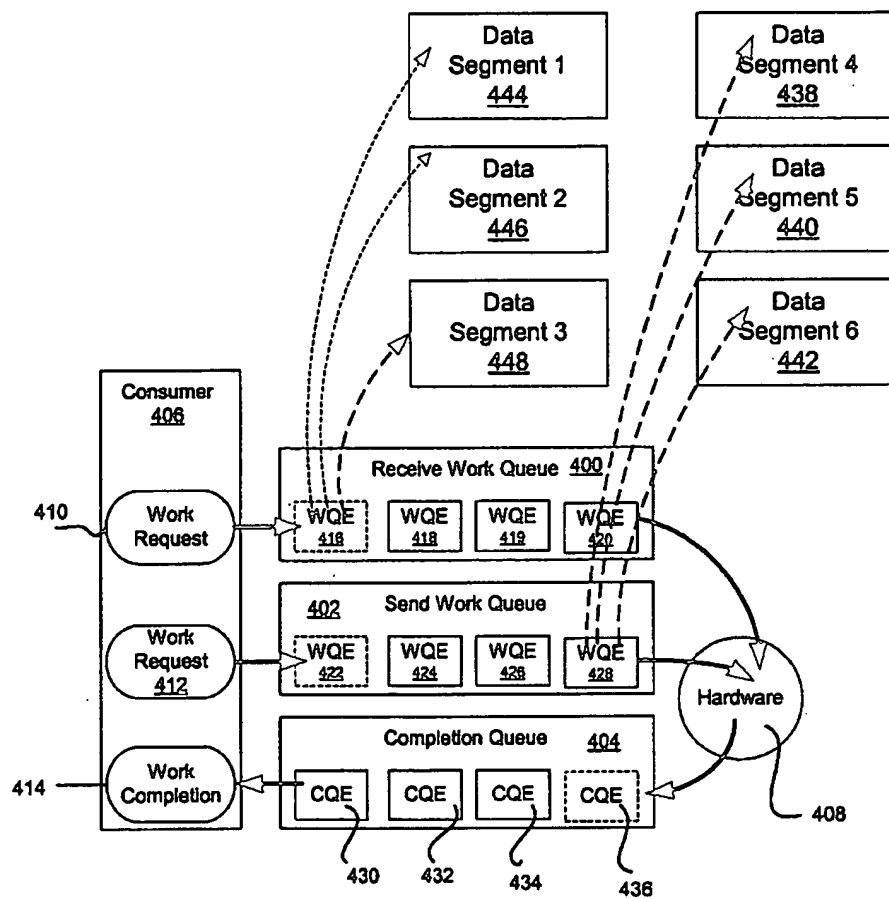 Data
Segment 1
444
Data
Segment 4
438
Data
Segment 2
446
Data
Segment 5
440
Data
Segment 3
448
Data
Segment 6
442
Consumer
406
Receive Work Queue 400
410
Work
Request
WQE
416
WQE
418
WQE
419
WQE
420
402 Send Work Queue
Work
Request
412
WQE
422
WQE
424
WQE
426
WQE
428
Hardware
Completion Queue 404
414
Work
Completion
CQE
CQE
CQE
CQE
408
430
432
434
436